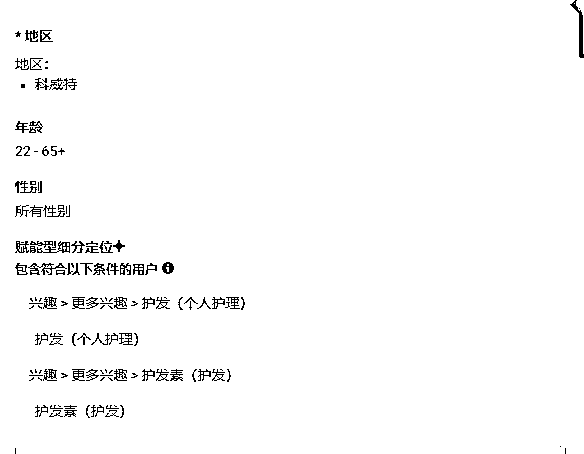 * 地区
地区：
• 科威特
年龄
22 - 65+
性别
所有性别
赋能型细分定位
包含符合以下条件的用户
兴趣 > 更多兴趣 > 护发（个人护理）
护发（个人护理）
兴趣 > 更多兴趣 > 护发素（护发）
护发素（护发）